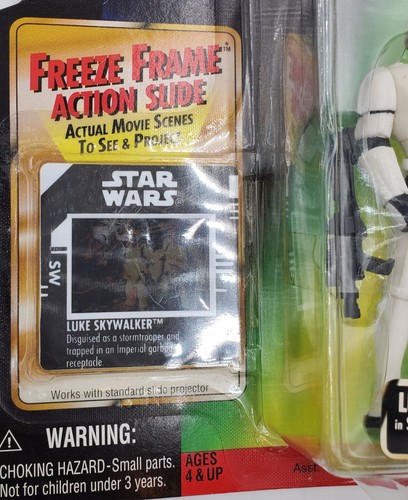 FREEZE FRAME™
ACTION SLIDE
ACTUAL MOVIE SCENES
TO SEE & PROJECT
STAR
WARS®
SW
LUKE SKYWALKER™
Disguised as a stormtrooper and
trapped in an Imperial garbage
receptacle
Works with standard slide projector
⚠ WARNING:
CHOKING HAZARD-Small parts.
Not for children under 3 years.
AGES
4 & UP
Asst
L
in S